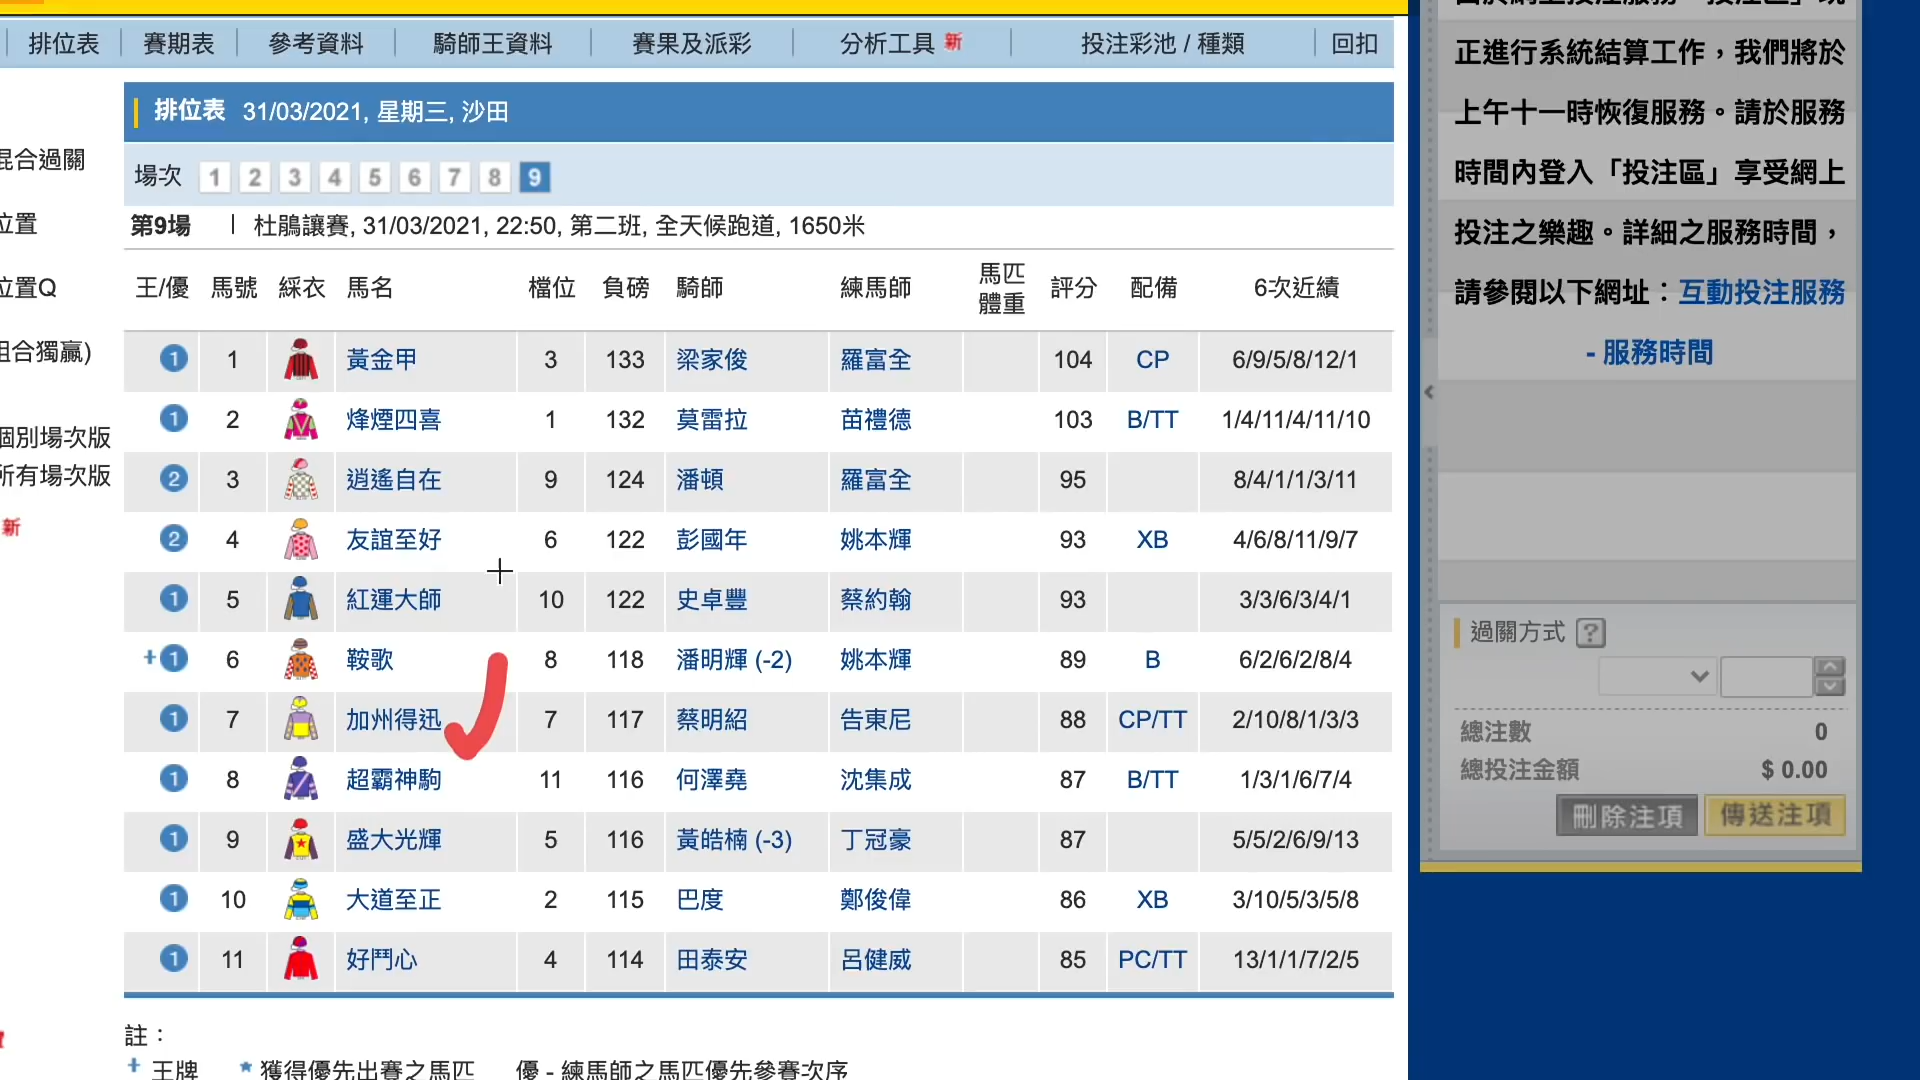 排位表 賽期表 參考資料 騎師王資料 賽果及派彩 分析工具 新 投注彩池 / 種類 回扣
排位表 31/03/2021, 星期三, 沙田
混合過關
位置
位置Q
組合獨贏)
個別場次版
所有場次版
新
場次 1 2 3 4 5 6 7 8 9
第9場 | 杜鵑讓賽, 31/03/2021, 22:50, 第二班, 全天候跑道, 1650米
王/優 馬號 綵衣 馬名 檔位 負磅 騎師 練馬師 馬匹體重 評分 配備 6次近績
1 1 黃金甲 3 133 梁家俊 羅富全 104 CP 6/9/5/8/12/1
1 2 烽煙四喜 1 132 莫雷拉 苗禮德 103 B/TT 1/4/11/4/11/10
2 3 逍遙自在 9 124 潘頓 羅富全 95 8/4/1/1/3/11
2 4 友誼至好 6 122 彭國年 姚本輝 93 XB 4/6/8/11/9/7
1 5 紅運大師 10 122 史卓豐 蔡約翰 93 3/3/6/3/4/1
+1 6 鞍歌 8 118 潘明輝 (-2) 姚本輝 89 B 6/2/6/2/8/4
1 7 加州得迅 7 117 蔡明紹 告東尼 88 CP/TT 2/10/8/1/3/3
1 8 超霸神駒 11 116 何澤堯 沈集成 87 B/TT 1/3/1/6/7/4
1 9 盛大光輝 5 116 黃皓楠 (-3) 丁冠豪 87 5/5/2/6/9/13
1 10 大道至正 2 115 巴度 鄭俊偉 86 XB 3/10/5/3/5/8
1 11 好鬥心 4 114 田泰安 呂健威 85 PC/TT 13/1/1/7/2/5
註：
+ 王牌 * 獲得優先出賽之馬匹 優 - 練馬師之馬匹優先參賽次序
由於網上投注服務「投注區」現
正進行系統結算工作，我們將於
上午十一時恢復服務。請於服務
時間內登入「投注區」享受網上
投注之樂趣。詳細之服務時間，
請參閱以下網址：互動投注服務
- 服務時間
過關方式 ?
總注數 0
總投注金額 $ 0.00
刪除注項 傳送注項